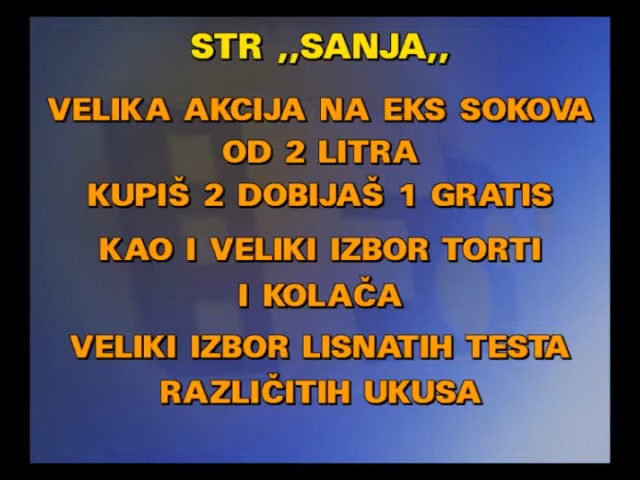 STR ,,SANJA,,
VELIKA AKCIJA NA EKS SOKOVA
OD 2 LITRA
KUPIŠ 2 DOBIJAŠ 1 GRATIS
KAO I VELIKI IZBOR TORTI
I KOLAČA
VELIKI IZBOR LISNATIH TESTA
RAZLIČITIH UKUSA